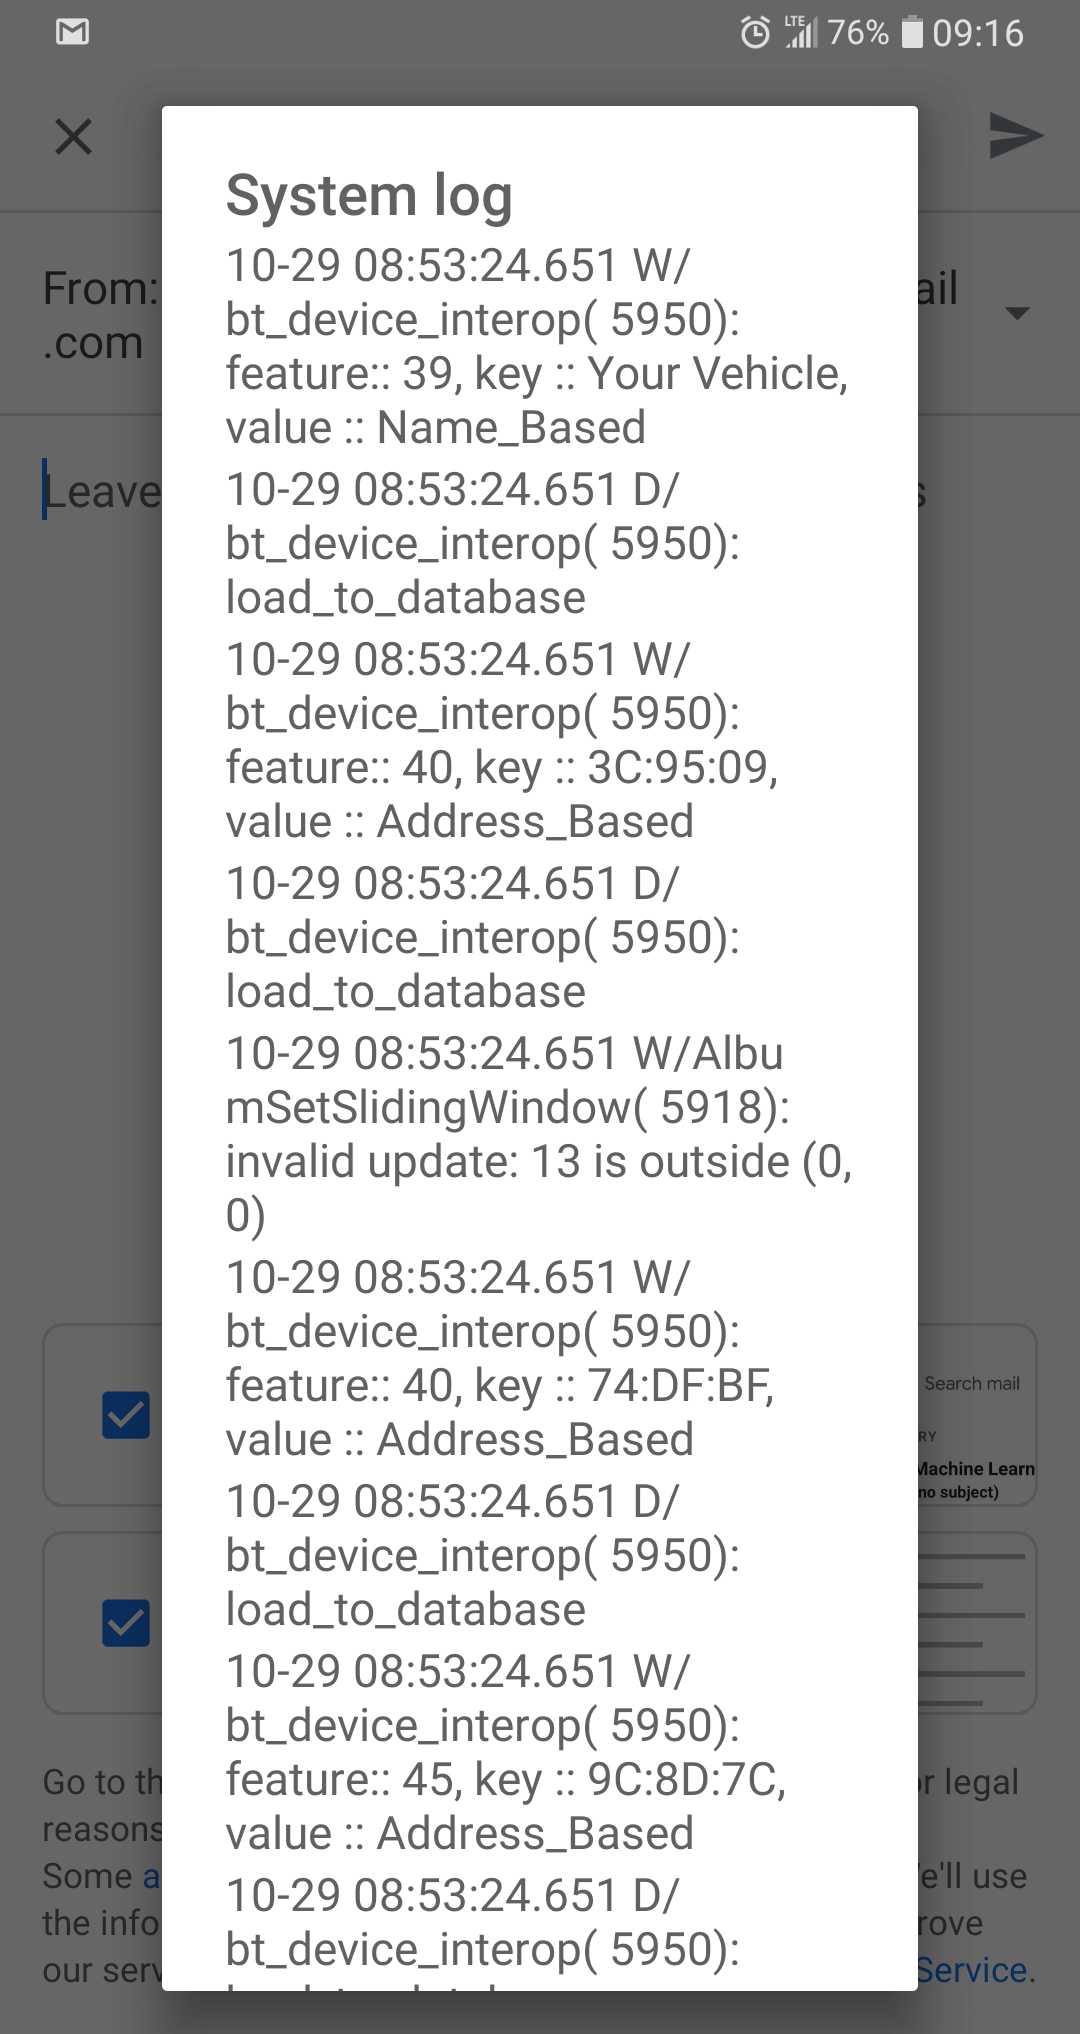 LTE 76% 09:16
System log
10-29 08:53:24.651 W/
bt_device_interop( 5950):
feature:: 39, key :: Your Vehicle,
value :: Name_Based
10-29 08:53:24.651 D/
bt_device_interop( 5950):
load_to_database
10-29 08:53:24.651 W/
bt_device_interop( 5950):
feature:: 40, key :: 3C:95:09,
value :: Address_Based
10-29 08:53:24.651 D/
bt_device_interop( 5950):
load_to_database
10-29 08:53:24.651 W/Albu
mSetSlidingWindow( 5918):
invalid update: 13 is outside (0,
0)
10-29 08:53:24.651 W/
bt_device_interop( 5950):
feature:: 40, key :: 74:DF:BF,
value :: Address_Based
10-29 08:53:24.651 D/
bt_device_interop( 5950):
load_to_database
10-29 08:53:24.651 W/
bt_device_interop( 5950):
feature:: 45, key :: 9C:8D:7C,
value :: Address_Based
10-29 08:53:24.651 D/
bt_device_interop( 5950):
From: ail
.com
Leave
Search mail
RY
Machine Learn
no subject)
Go to th r legal
reasons
Some a e'll use
the info rove
our serv Service.